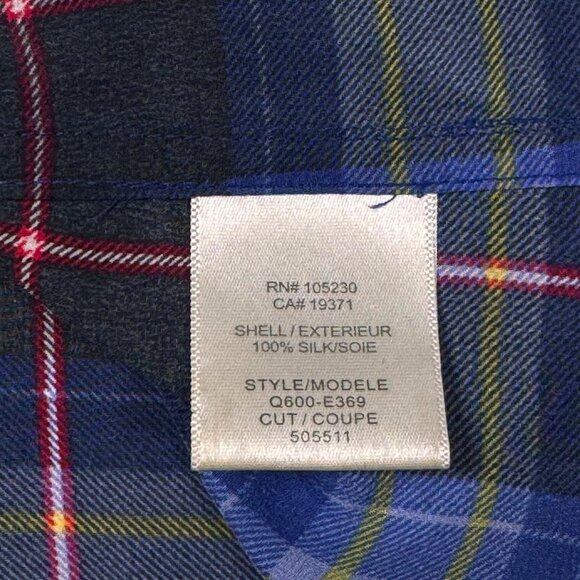 RN# 105230
CA# 19371
SHELL / EXTERIEUR
100% SILK/SOIE
STYLE/MODELE
Q600-E369
CUT / COUPE
505511